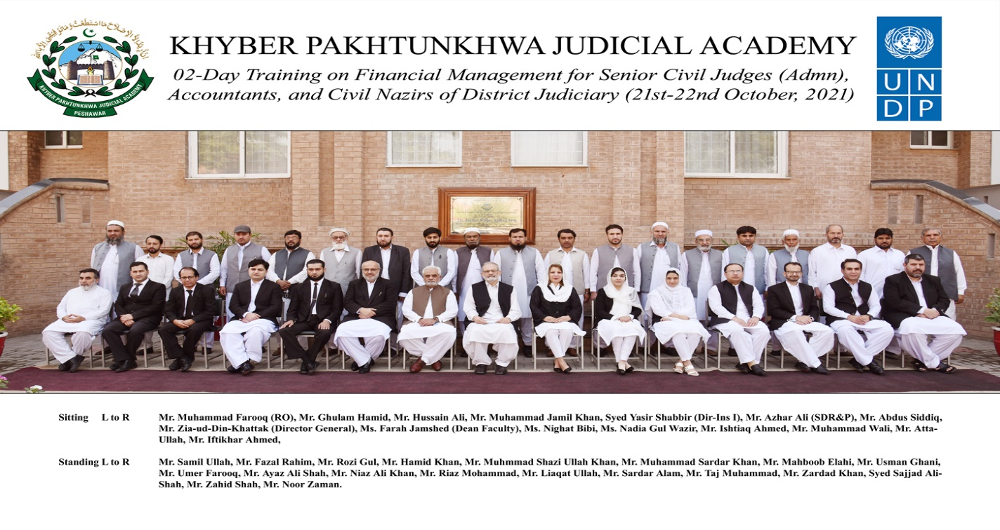 KHYBER PAKHTUNKHWA JUDICIAL ACADEMY
02-Day Training on Financial Management for Senior Civil Judges (Admn),
Accountants, and Civil Nazirs of District Judiciary (21st-22nd October, 2021)
KHYBER PAKHTUNKHWA JUDICIAL ACADEMY
PESHAWAR
U N
D P
Sitting L to R Mr. Muhammad Farooq (RO), Mr. Ghulam Hamid, Mr. Hussain Ali, Mr. Muhammad Jamil Khan, Syed Yasir Shabbir (Dir-Ins I), Mr. Azhar Ali (SDR&P), Mr. Abdus Siddiq,
Mr. Zia-ud-Din-Khattak (Director General), Ms. Farah Jamshed (Dean Faculty), Ms. Nighat Bibi, Ms. Nadia Gul Wazir, Mr. Ishtiaq Ahmed, Mr. Muhammad Wali, Mr. Atta-
Ullah, Mr. Iftikhar Ahmed,
Standing L to R Mr. Samil Ullah, Mr. Fazal Rahim, Mr. Rozi Gul, Mr. Hamid Khan, Mr. Muhmmad Shazi Ullah Khan, Mr. Muhammad Sardar Khan, Mr. Mahboob Elahi, Mr. Usman Ghani,
Mr. Umer Farooq, Mr. Ayaz Ali Shah, Mr. Niaz Ali Khan, Mr. Riaz Mohammad, Mr. Liaqat Ullah, Mr. Sardar Alam, Mr. Taj Muhammad, Mr. Zardad Khan, Syed Sajjad Ali-
Shah, Mr. Zahid Shah, Mr. Noor Zaman.